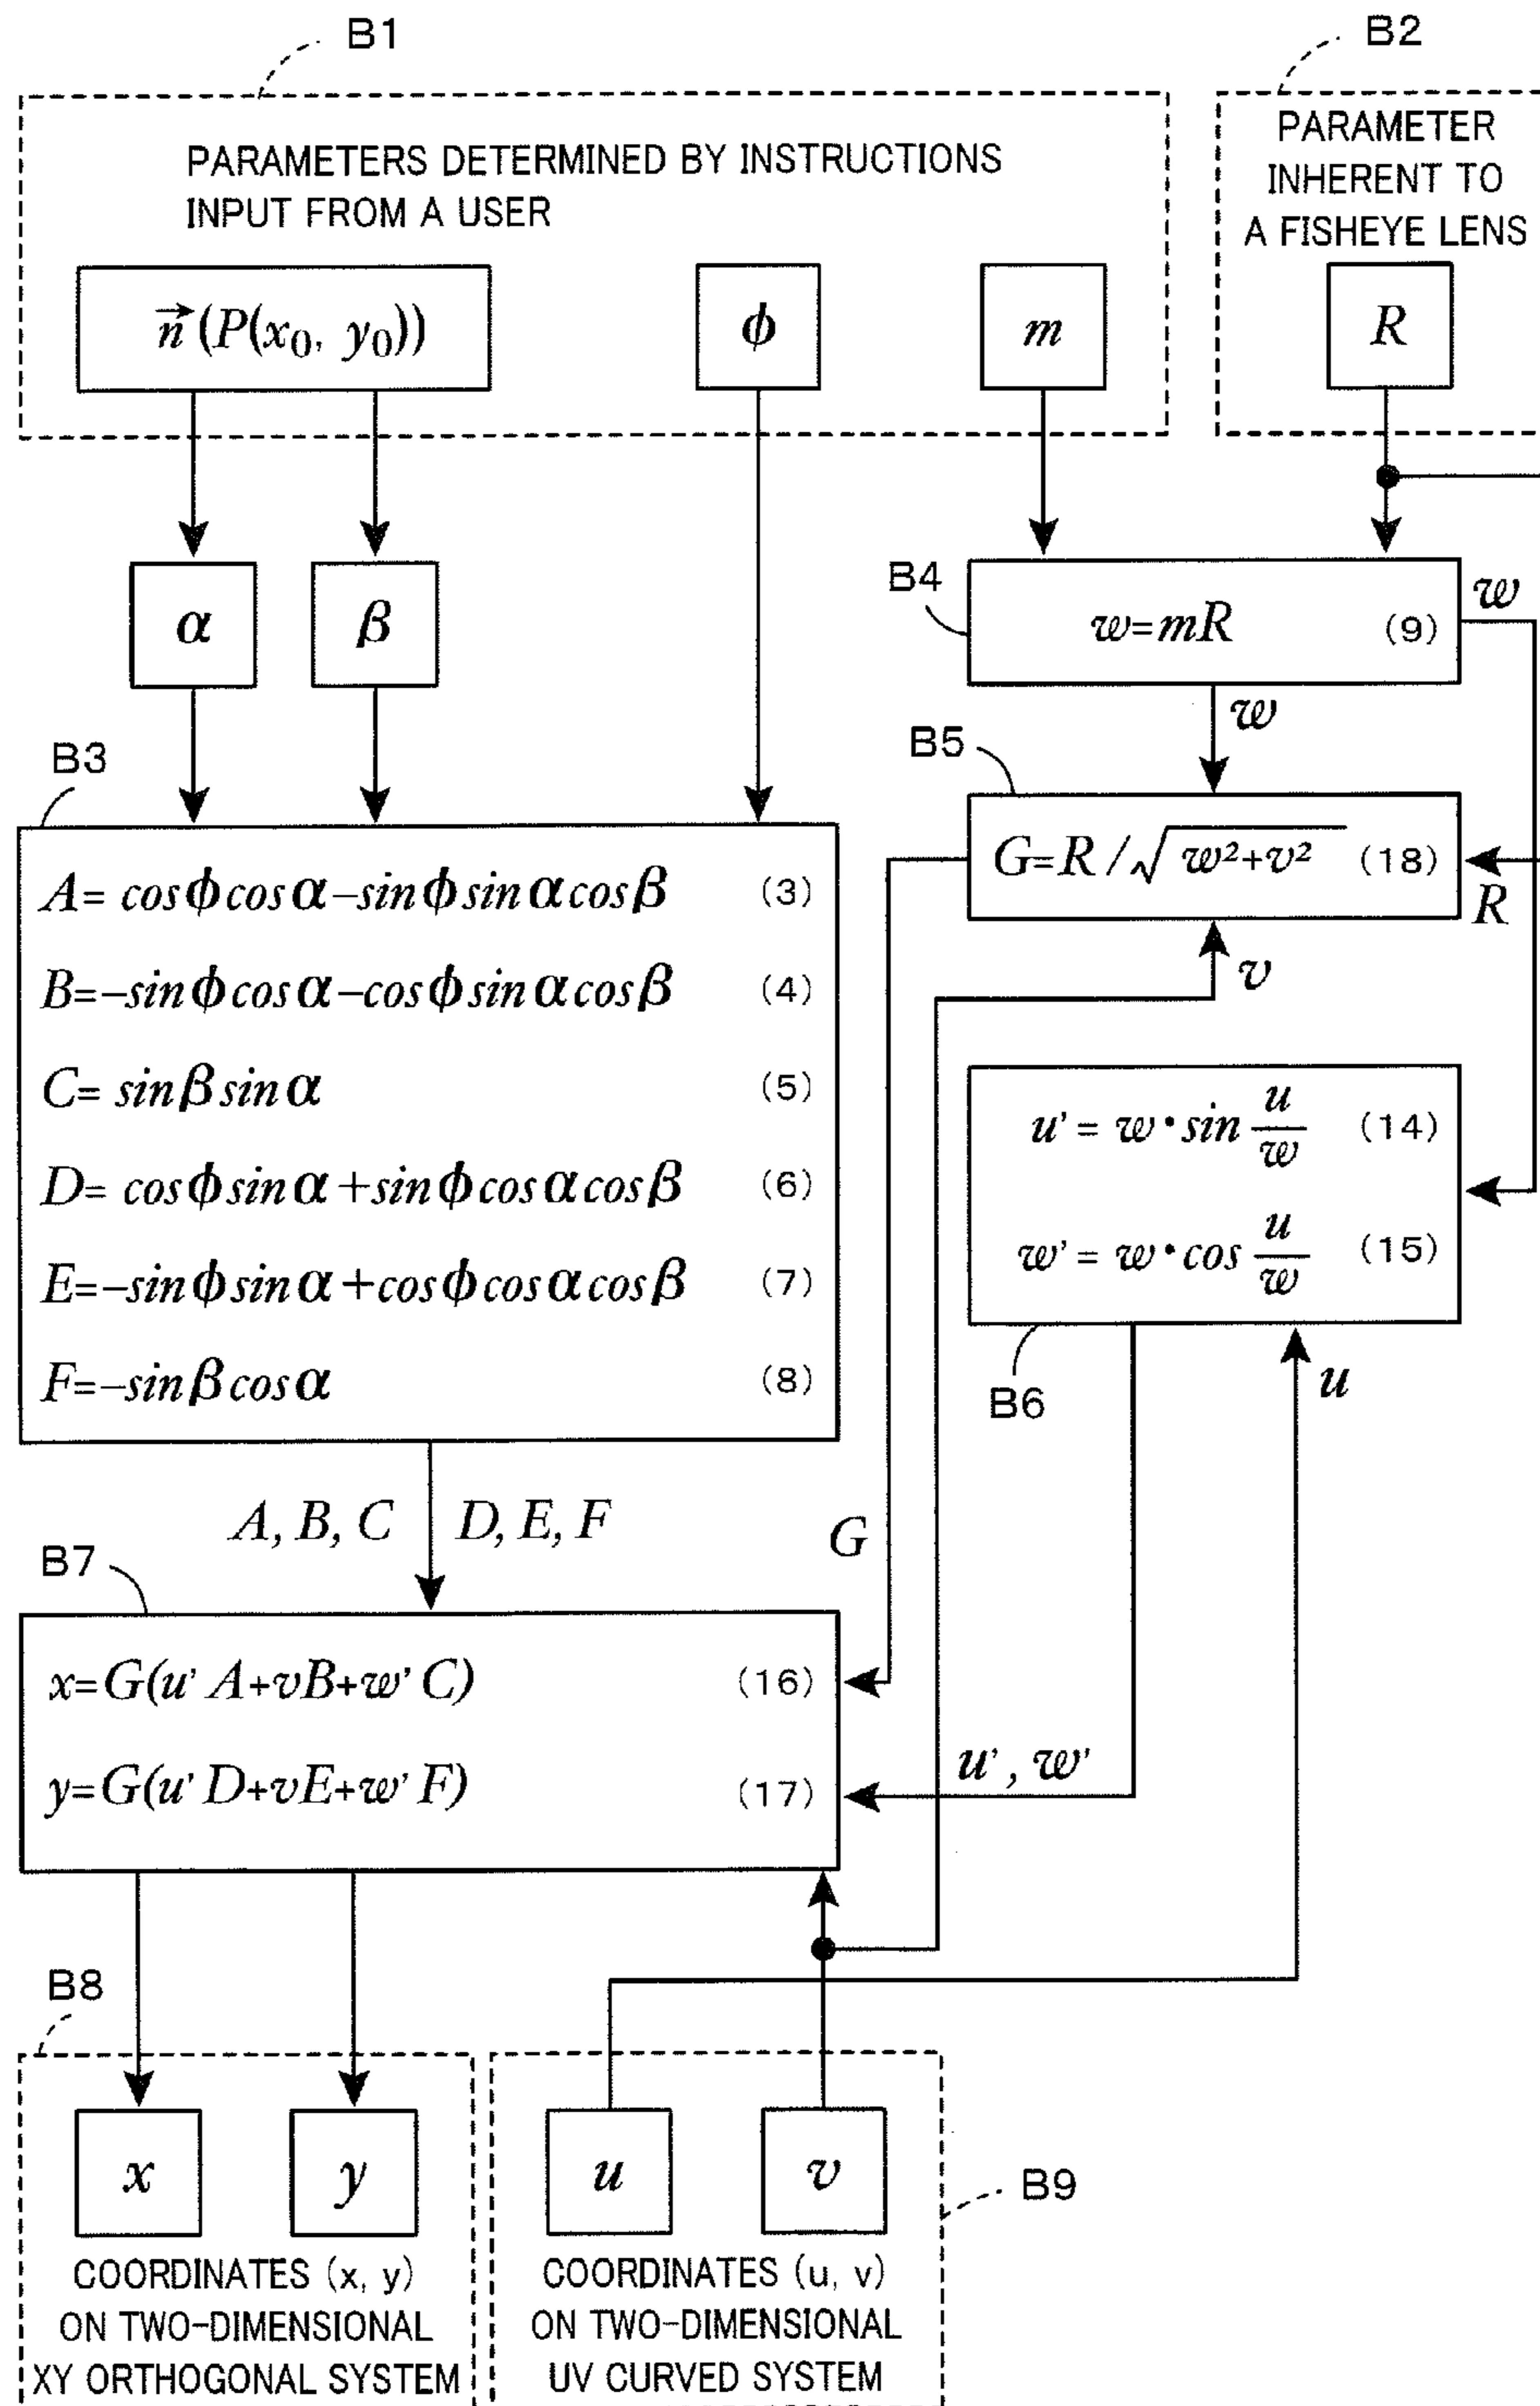 B1
B2
PARAMETERS DETERMINED BY INSTRUCTIONS
INPUT FROM A USER
PARAMETER
INHERENT TO
A FISHEYE LENS
n⃗ (P(x₀, y₀))
ϕ
m
R
α
β
B4
w=mR (9)
w
w
B5
G=R/√(w²+v²) (18)
R
v
B3
A= cosϕcosα−sinϕsinαcosβ (3)
B=−sinϕcosα−cosϕsinαcosβ (4)
C= sinβsinα (5)
D= cosϕsinα+sinϕcosαcosβ (6)
E=−sinϕsinα+cosϕcosαcosβ (7)
F=−sinβcosα (8)
u' = w•sin u/w (14)
w' = w•cos u/w (15)
B6
u
A, B, C D, E, F
G
B7
x=G(u' A+vB+w' C) (16)
y=G(u' D+vE+w' F) (17)
u', w'
B8
x
y
u
v
B9
COORDINATES (x, y)
ON TWO-DIMENSIONAL
XY ORTHOGONAL SYSTEM
COORDINATES (u, v)
ON TWO-DIMENSIONAL
UV CURVED SYSTEM